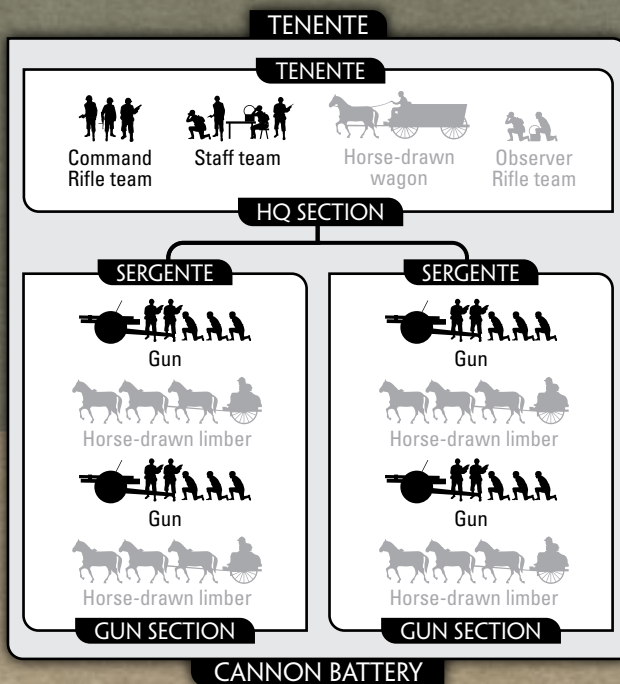 TENENTE
TENENTE
Command
Rifle team
Staff team
Horse-drawn
wagon
Observer
Rifle team
HQ SECTION
SERGENTE
Gun
Horse-drawn limber
Gun
Horse-drawn limber
GUN SECTION
SERGENTE
Gun
Horse-drawn limber
Gun
Horse-drawn limber
GUN SECTION
CANNON BATTERY